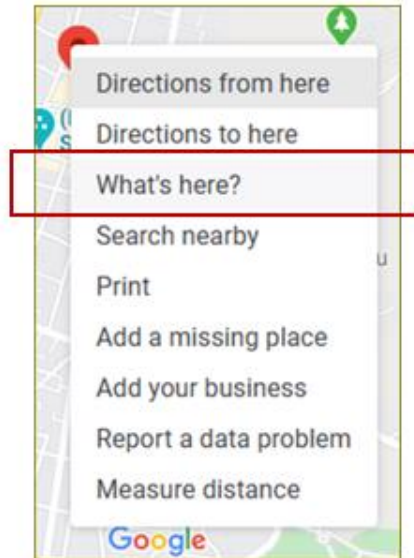 Directions from here
Directions to here
What's here?
Search nearby
Print
Add a missing place
Add your business
Report a data problem
Measure distance
Google